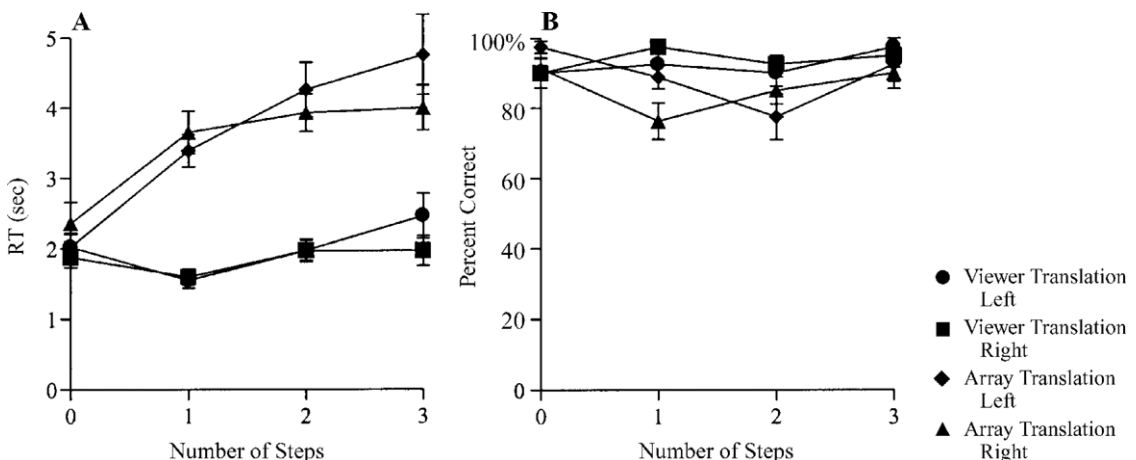 A
5
4
3
2
1
0
RT (sec)
0 1 2 3
Number of Steps
B
100%
80
60
40
20
0
Percent Correct
0 1 2 3
Number of Steps
Viewer Translation
Left
Viewer Translation
Right
Array Translation
Left
Array Translation
Right